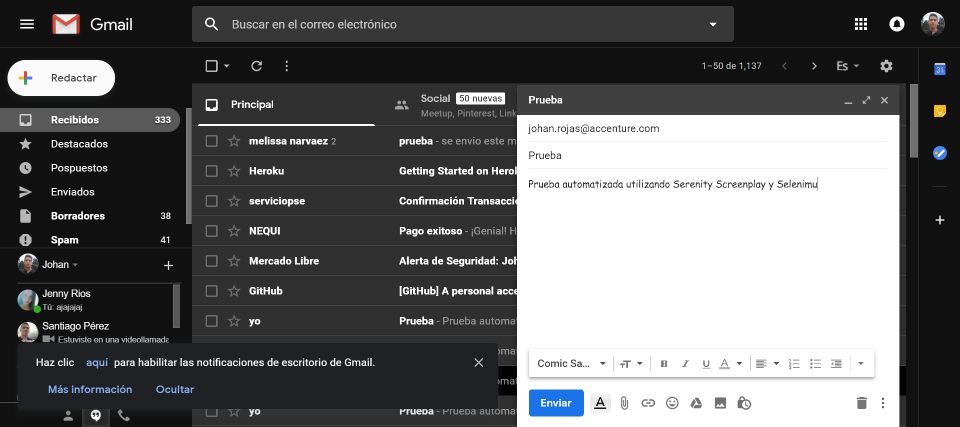 Gmail
Buscar en el correo electrónico
Redactar
1–50 de 1,137
Es
Recibidos 333
Destacados
Pospuestos
Enviados
Borradores 38
Spam 41
Johan
Jenny Rios
Tú: ajajajaj
Santiago Pérez
Estuviste en una videollamada
Principal
Social 50 nuevas
Meetup, Pinterest, Link
melissa narvaez 2 prueba - se envio este m
Heroku Getting Started on Herok
serviciopse Confirmación Transacció
NEQUI Pago exitoso - ¡Genial! H
Mercado Libre Alerta de Seguridad: Joh
GitHub [GitHub] A personal acce
yo Prueba - Prueba automat
yo Prueba - Prueba automat
Prueba
johan.rojas@accenture.com
Prueba
Prueba automatizada utilizando Serenity Screenplay y Selenimu
Comic Sa...
Enviar
Haz clic aquí para habilitar las notificaciones de escritorio de Gmail.
Más información Ocultar